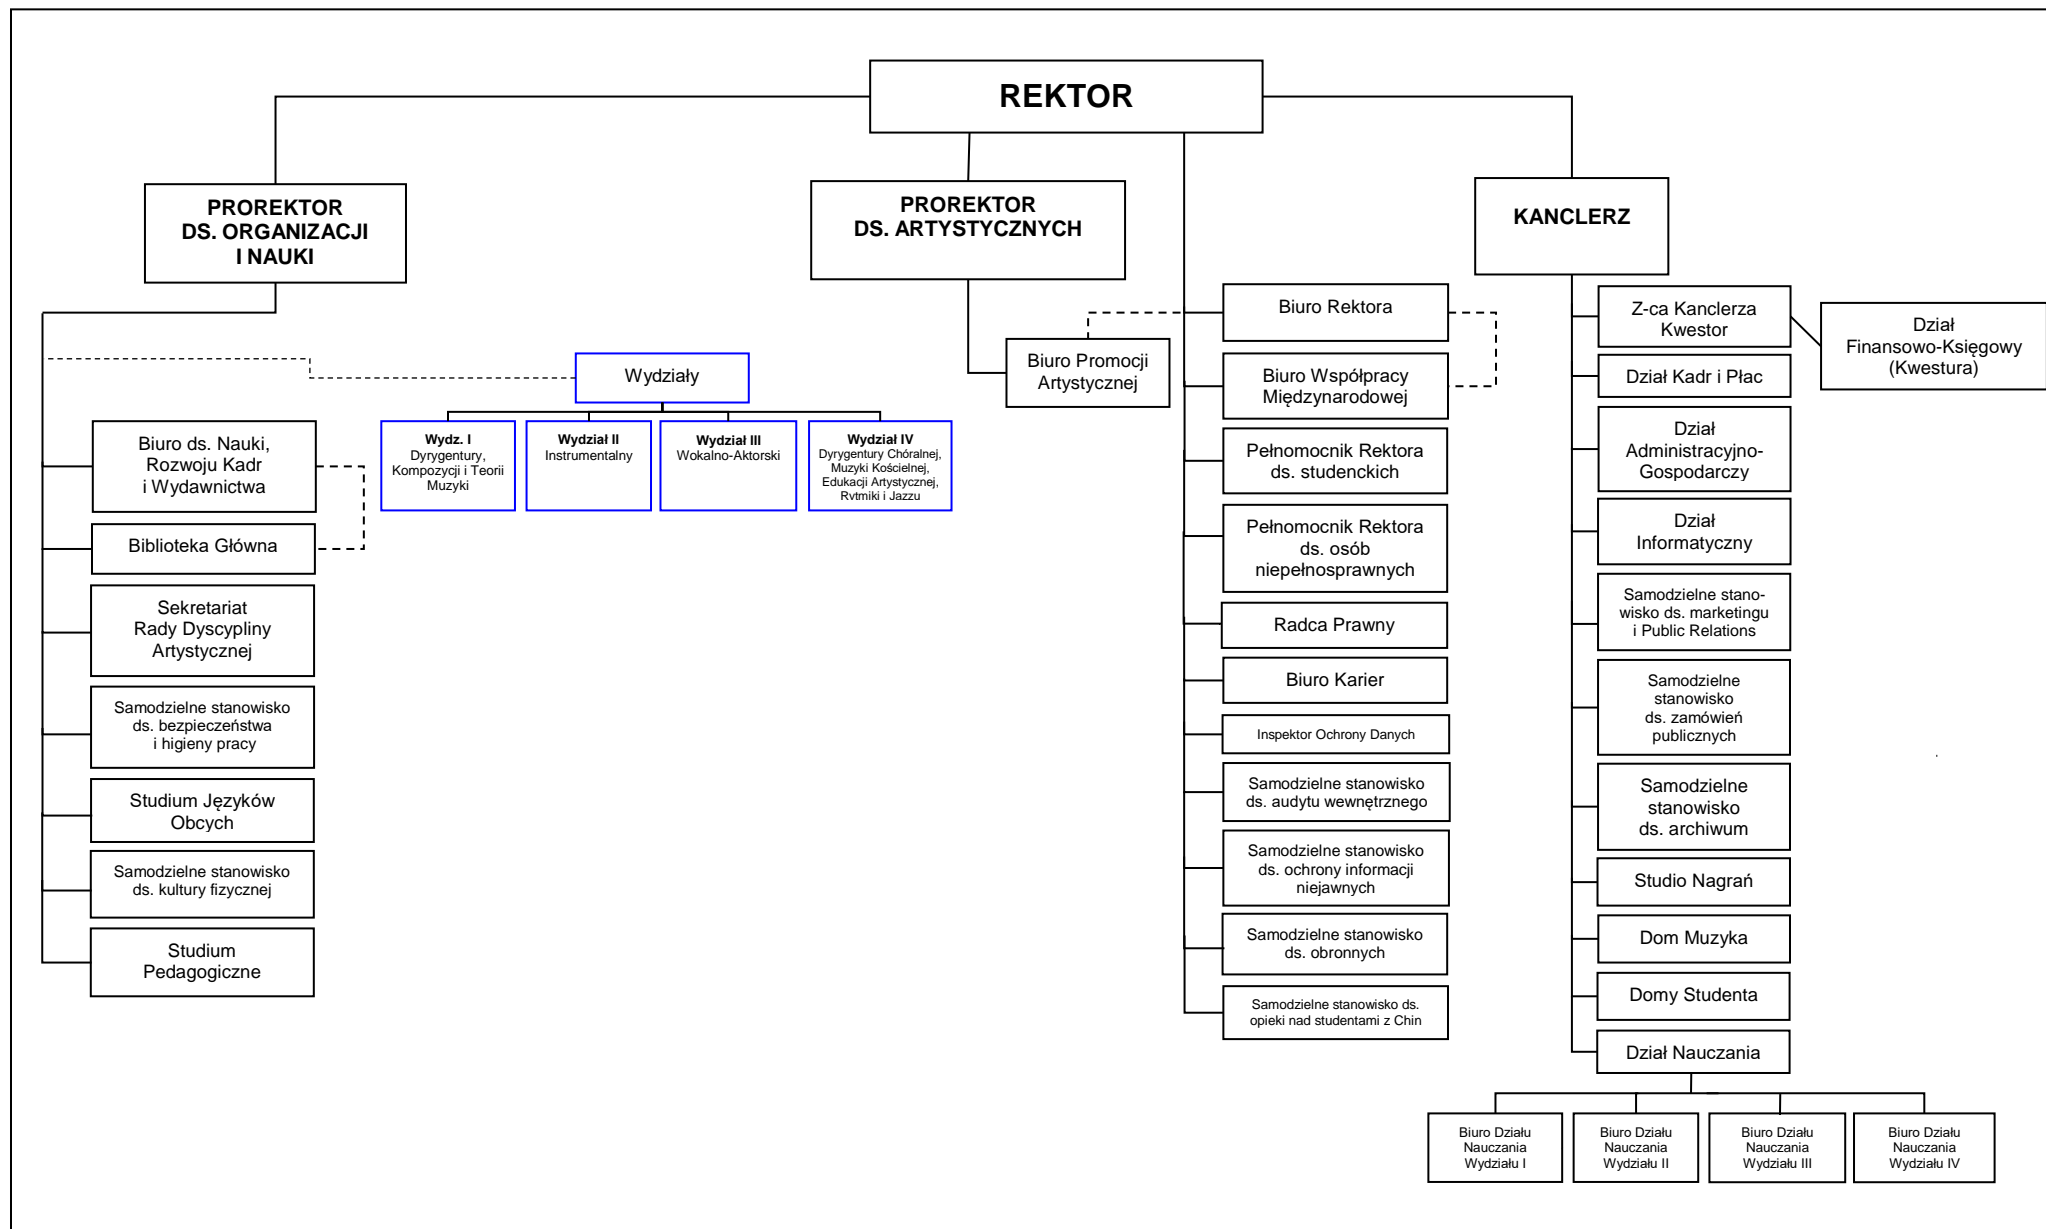 REKTOR
PROREKTOR
DS. ORGANIZACJI
I NAUKI
PROREKTOR
DS. ARTYSTYCZNYCH
KANCLERZ
Biuro ds. Nauki,
Rozwoju Kadr
i Wydawnictwa
Biblioteka Główna
Sekretariat
Rady Dyscypliny
Artystycznej
Samodzielne stanowisko
ds. bezpieczeństwa
i higieny pracy
Studium Języków
Obcych
Samodzielne stanowisko
ds. kultury fizycznej
Studium
Pedagogiczne
Wydziały
Wydz. I
Dyrygentury,
Kompozycji i Teorii
Muzyki
Wydział II
Instrumentalny
Wydział III
Wokalno-Aktorski
Wydział IV
Dyrygentury Chóralnej,
Muzyki Kościelnej,
Edukacji Artystycznej,
Rytmiki i Jazzu
Biuro Promocji
Artystycznej
Biuro Rektora
Biuro Współpracy
Międzynarodowej
Pełnomocnik Rektora
ds. studenckich
Pełnomocnik Rektora
ds. osób
niepełnosprawnych
Radca Prawny
Biuro Karier
Inspektor Ochrony Danych
Samodzielne stanowisko
ds. audytu wewnętrznego
Samodzielne stanowisko
ds. ochrony informacji
niejawnych
Samodzielne stanowisko
ds. obronnych
Samodzielne stanowisko ds.
opieki nad studentami z Chin
Z-ca Kanclerza
Kwestor
Dział
Finansowo-Księgowy
(Kwestura)
Dział Kadr i Płac
Dział
Administracyjno-
Gospodarczy
Dział
Informatyczny
Samodzielne stano-
wisko ds. marketingu
i Public Relations
Samodzielne
stanowisko
ds. zamówień
publicznych
Samodzielne
stanowisko
ds. archiwum
Studio Nagrań
Dom Muzyka
Domy Studenta
Dział Nauczania
Biuro Działu
Nauczania
Wydziału I
Biuro Działu
Nauczania
Wydziału II
Biuro Działu
Nauczania
Wydziału III
Biuro Działu
Nauczania
Wydziału IV